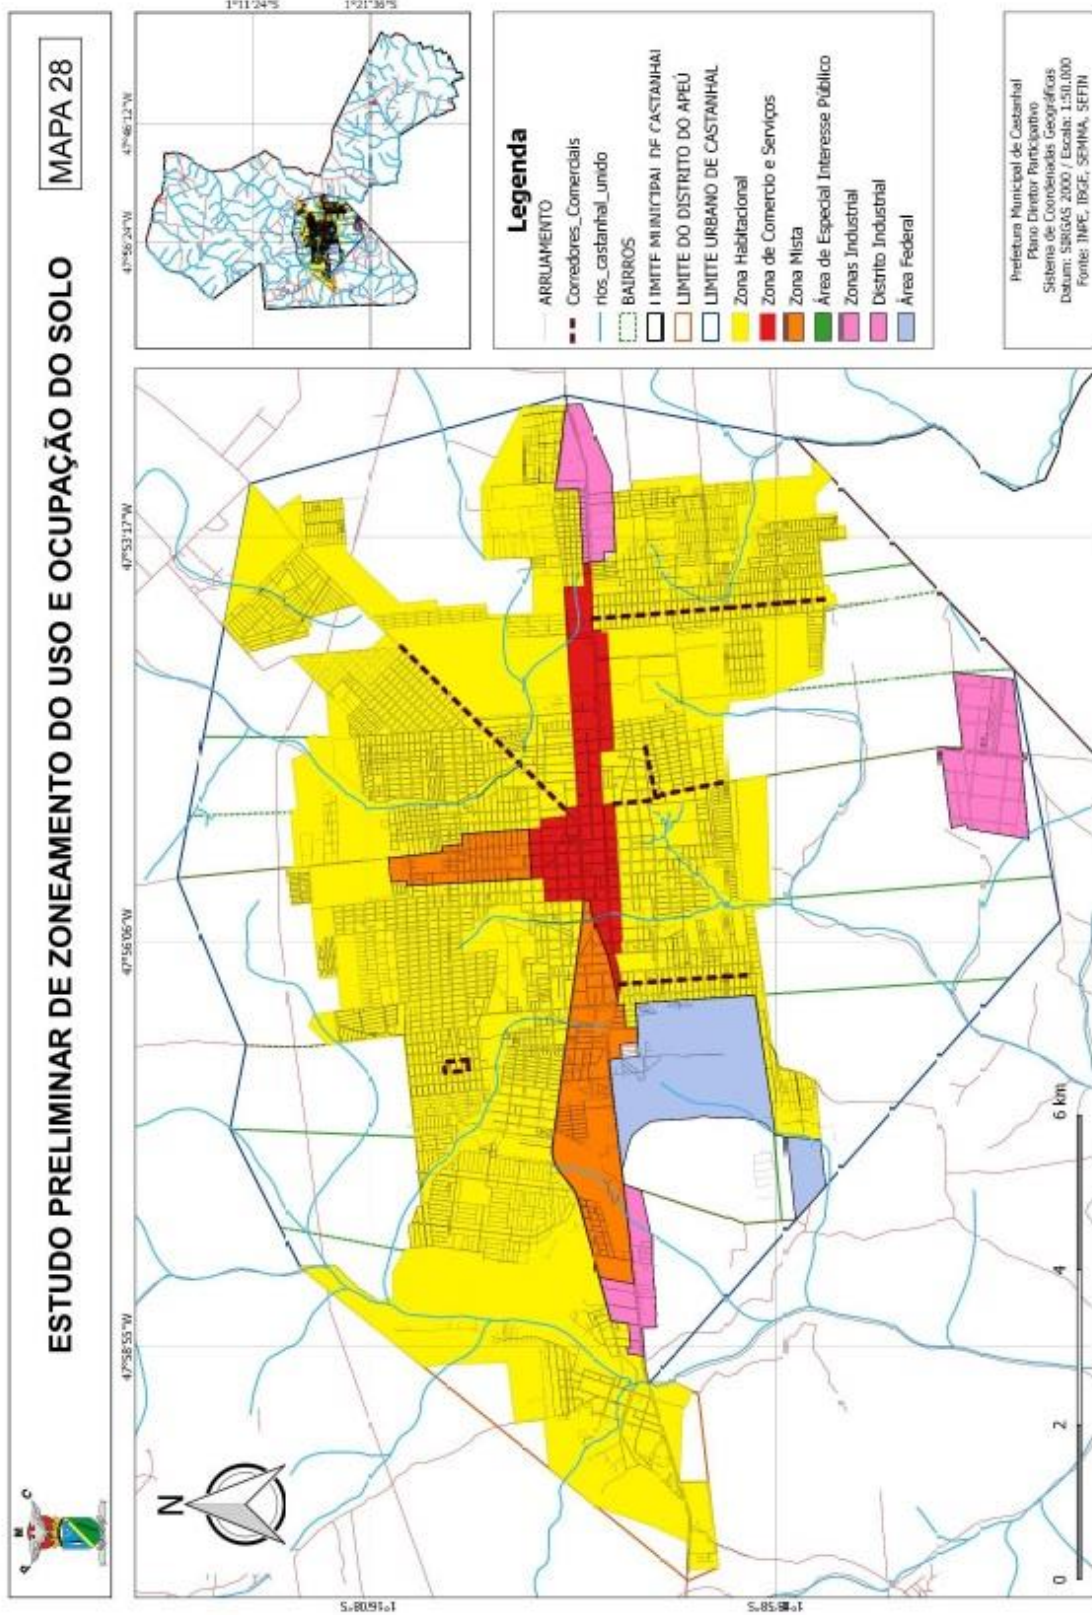 P M C
ESTUDO PRELIMINAR DE ZONEAMENTO DO USO E OCUPAÇÃO DO SOLO
MAPA 28
N
47°58'55"W
47°56'06"W
47°53'17"W
1°16'08"S
0
2
4
6 km
47°56'24"W
47°46'12"W
1°11'24"S
1°21'36"S
Legenda
ARRUAMENTO
Corredores_Comerciais
rios_castanhal_unido
BAIRROS
LIMITE MUNICIPAL DE CASTANHAL
LIMITE DO DISTRITO DO APEÚ
LIMITE URBANO DE CASTANHAL
Zona Habitacional
Zona de Comercio e Serviços
Zona Mista
Área de Especial Interesse Público
Zonas Industrial
Distrito Industrial
Área Federal
Prefeitura Municipal de Castanhal
Plano Diretor Participativo
Sistema de Coordenadas Geográficas
Datum: SIRGAS 2000 / Escala: 1:50.000
Fonte: INPE, IBGE, SEMMA, SEFIN